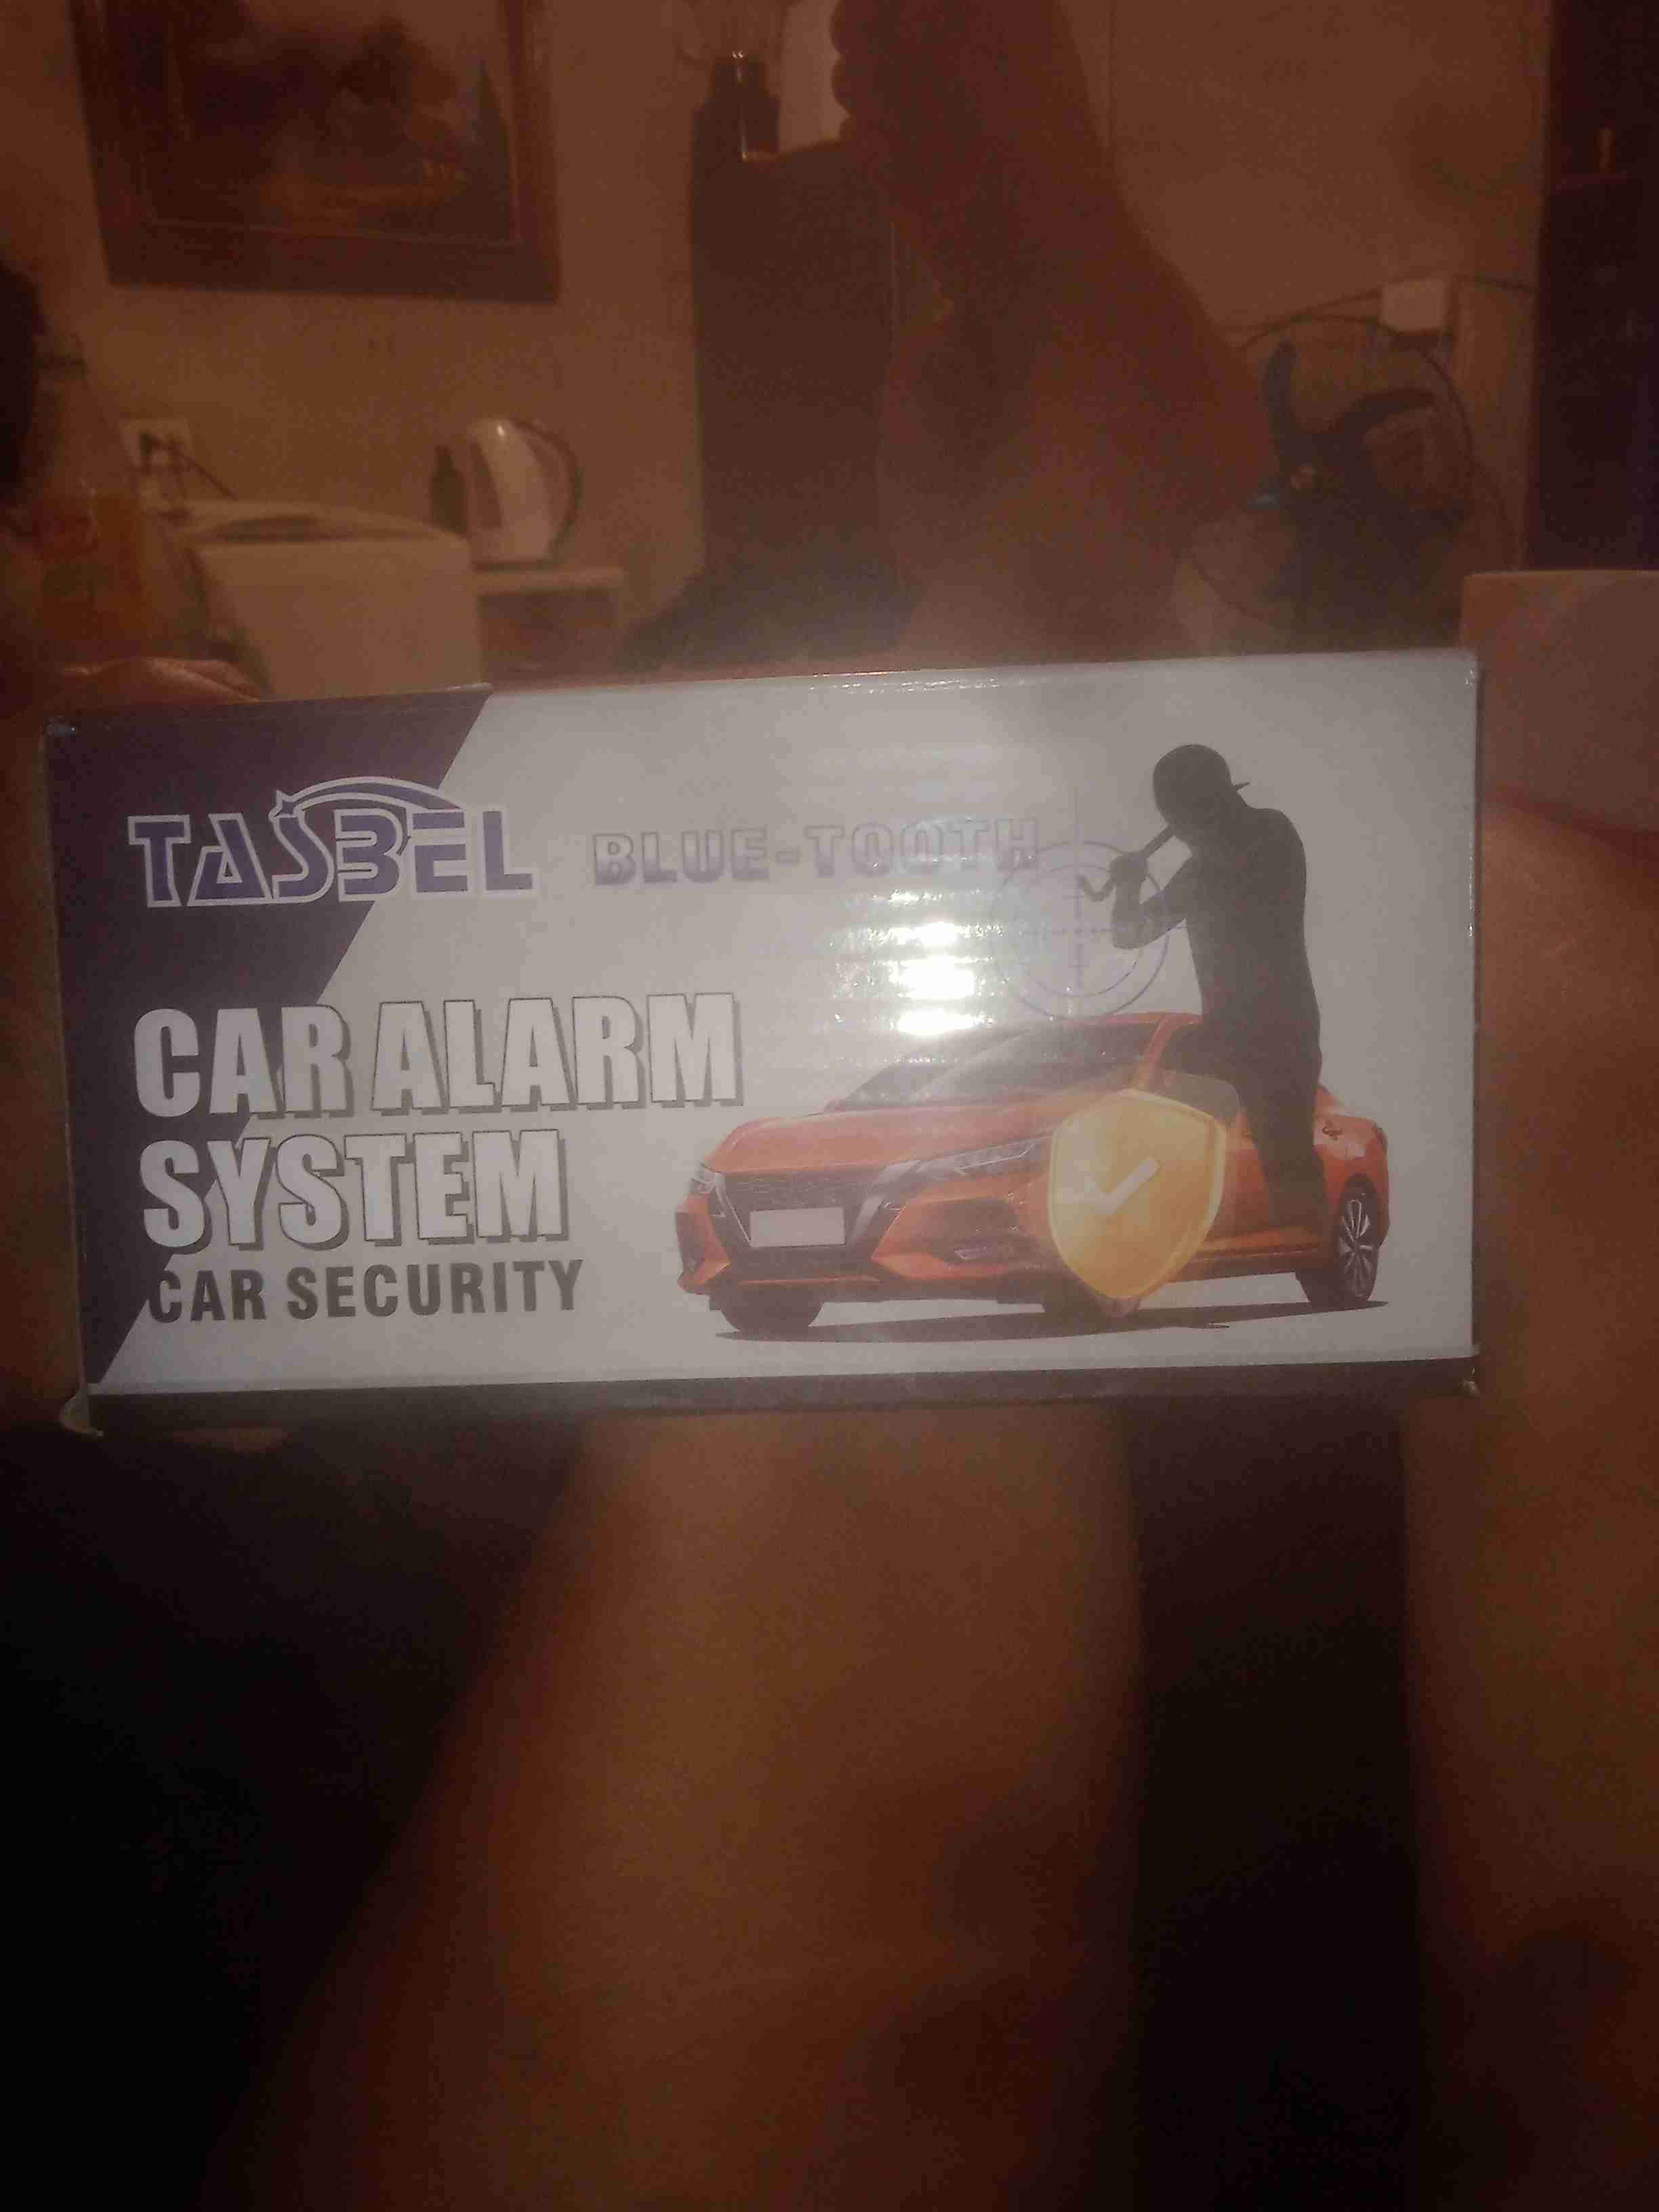 TASBEL BLUE-TOOTH
CAR ALARM
SYSTEM
CAR SECURITY